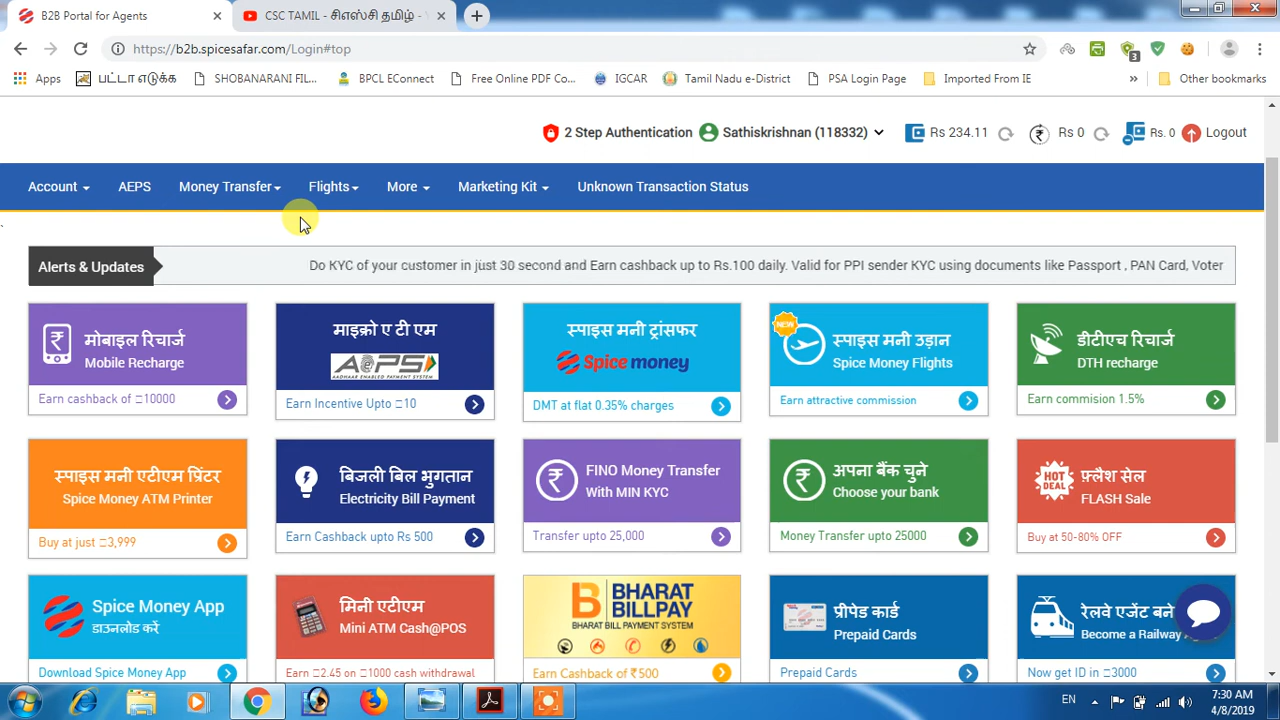 B2B Portal for Agents
CSC TAMIL - சிஎஸ்சி தமிழ் -
https://b2b.spicesafar.com/Login#top
3
Apps
பட்டா எடுக்க
SHOBANARANI FIL...
BPCL EConnect
Free Online PDF Co...
IGCAR
Tamil Nadu e-District
PSA Login Page
Imported From IE
Other bookmarks
2 Step Authentication
Sathiskrishnan (118332)
Rs 234.11
Rs 0
Rs. 0
Logout
Account
AEPS
Money Transfer
Flights
More
Marketing Kit
Unknown Transaction Status
Alerts & Updates
Do KYC of your customer in just 30 second and Earn cashback up to Rs.100 daily. Valid for PPI sender KYC using documents like Passport , PAN Card, Voter
मोबाइल रिचार्ज
Mobile Recharge
Earn cashback of □10000
माइक्रो ए टी एम
AePS
AADHAAR ENABLED PAYMENT SYSTEM
Earn Incentive Upto □10
स्पाइस मनी ट्रांसफर
Spice money
DMT at flat 0.35% charges
NEW
स्पाइस मनी उड़ान
Spice Money Flights
Earn attractive commission
डीटीएच रिचार्ज
DTH recharge
Earn commision 1.5%
स्पाइस मनी एटीएम प्रिंटर
Spice Money ATM Printer
Buy at just □3,999
बिजली बिल भुगतान
Electricity Bill Payment
Earn Cashback upto Rs 500
FINO Money Transfer
With MIN KYC
Transfer upto 25,000
अपना बैंक चुने
Choose your bank
Money Transfer upto 25000
HOT
DEAL
फ़्लैश सेल
FLASH Sale
Buy at 50-80% OFF
Spice Money App
डाउनलोड करें
Download Spice Money App
मिनी एटीएम
Mini ATM Cash@POS
Earn □2.45 on □1000 cash withdrawal
BHARAT
BILLPAY
BHARAT BILL PAYMENT SYSTEM
Earn Cashback of ₹500
प्रीपेड कार्ड
Prepaid Cards
Prepaid Cards
रेलवे एजेंट बने
Become a Railway
Now get ID in □3000
EN
7:30 AM
4/8/2019